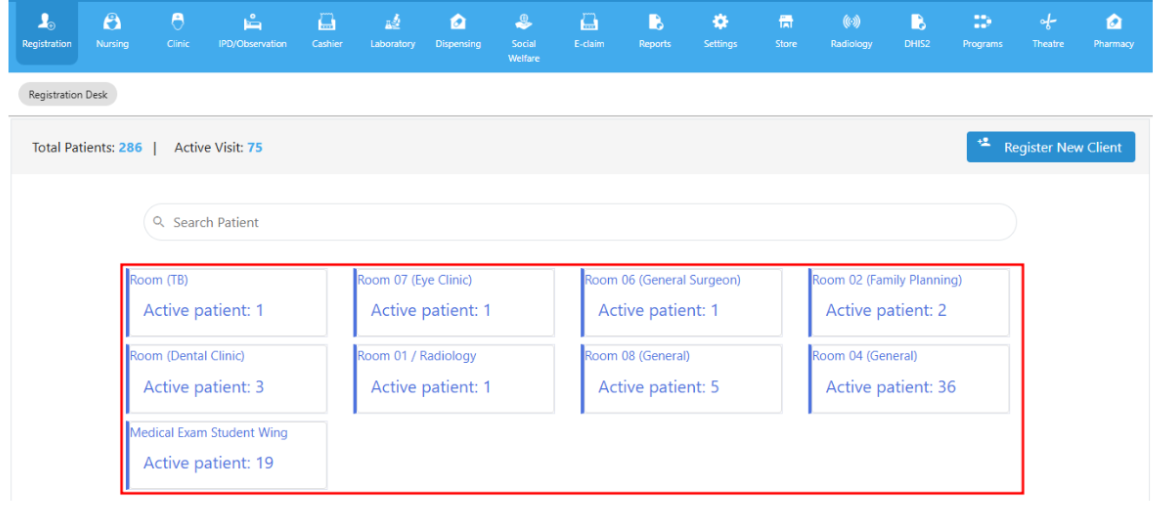 Registration Nursing Clinic IPD/Observation Cashier Laboratory Dispensing Social Welfare E-claim Reports Settings Store Radiology DHIS2 Programs Theatre Pharmacy
Registration Desk
Total Patients: 286 | Active Visit: 75
Register New Client
Search Patient
Room (TB)
Active patient: 1
Room 07 (Eye Clinic)
Active patient: 1
Room 06 (General Surgeon)
Active patient: 1
Room 02 (Family Planning)
Active patient: 2
Room (Dental Clinic)
Active patient: 3
Room 01 / Radiology
Active patient: 1
Room 08 (General)
Active patient: 5
Room 04 (General)
Active patient: 36
Medical Exam Student Wing
Active patient: 19